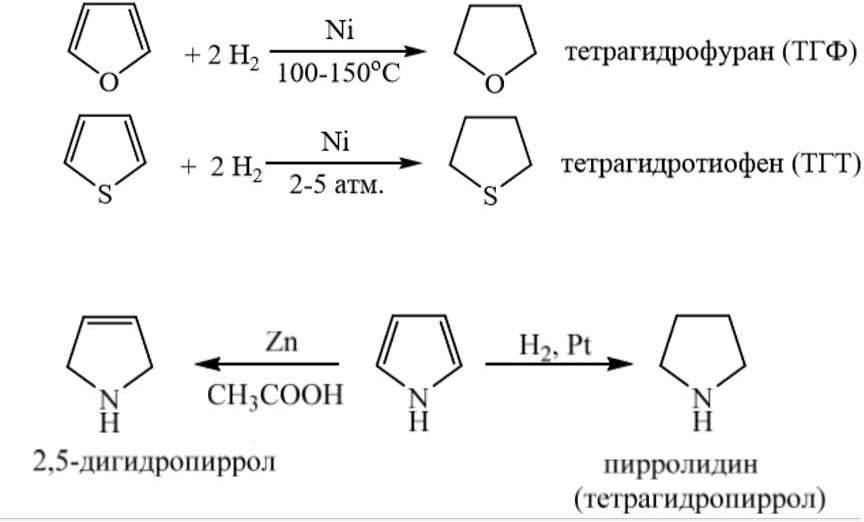 + 2 H₂ Ni 100-150°C O O тетрагидрофуран (ТГФ)
+ 2 H₂ Ni 2-5 атм. S S тетрагидротиофен (ТГТ)
Zn H₂, Pt
CH₃COOH
N N N
H H H
2,5-дигидропиррол
пирролидин
(тетрагидропиррол)